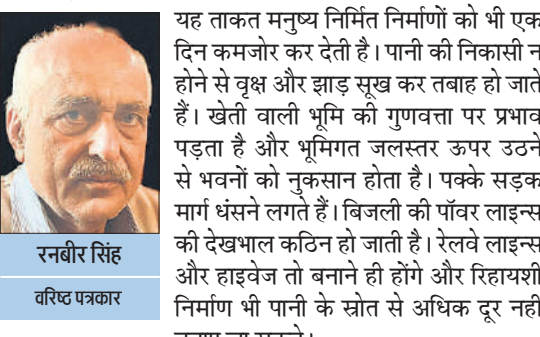 यह ताकत मनुष्य निर्मित निर्माणों को भी एक
दिन कमजोर कर देती है। पानी की निकासी न
होने से वृक्ष और झाड़ सूख कर तबाह हो जाते
हैं। खेती वाली भूमि की गुणवत्ता पर प्रभाव
पड़ता है और भूमिगत जलस्तर ऊपर उठने
से भवनों को नुकसान होता है। पक्के सड़क
मार्ग धंसने लगते हैं। बिजली की पॉवर लाइन्स
की देखभाल कठिन हो जाती है। रेलवे लाइन्स
और हाइवेज तो बनाने ही होंगे और रिहायशी
निर्माण भी पानी के स्रोत से अधिक दूर नही
रनबीर सिंह
वरिष्ठ पत्रकार